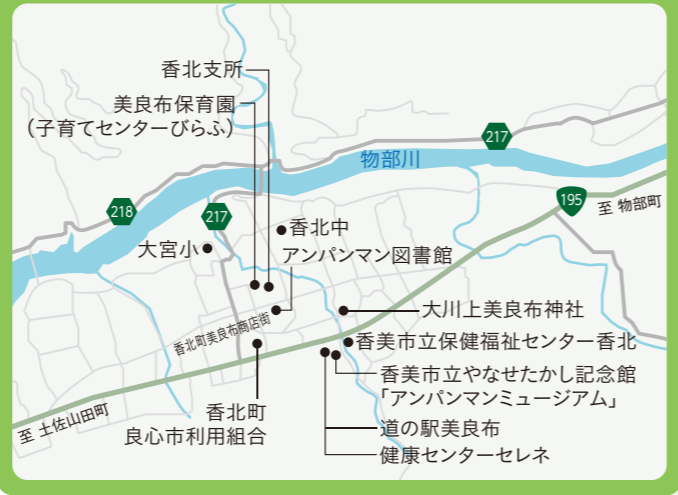 香北支所
美良布保育園
（子育てセンターびらふ）
217
物部川
195
至 物部町
218
217
香北中
大宮小
アンパンマン図書館
大川上美良布神社
香北町美良布商店街
香美市立保健福祉センター香北
香美市立やなせたかし記念館
「アンパンマンミュージアム」
香北町
良心市利用組合
至 土佐山田町
道の駅美良布
健康センターセレネ